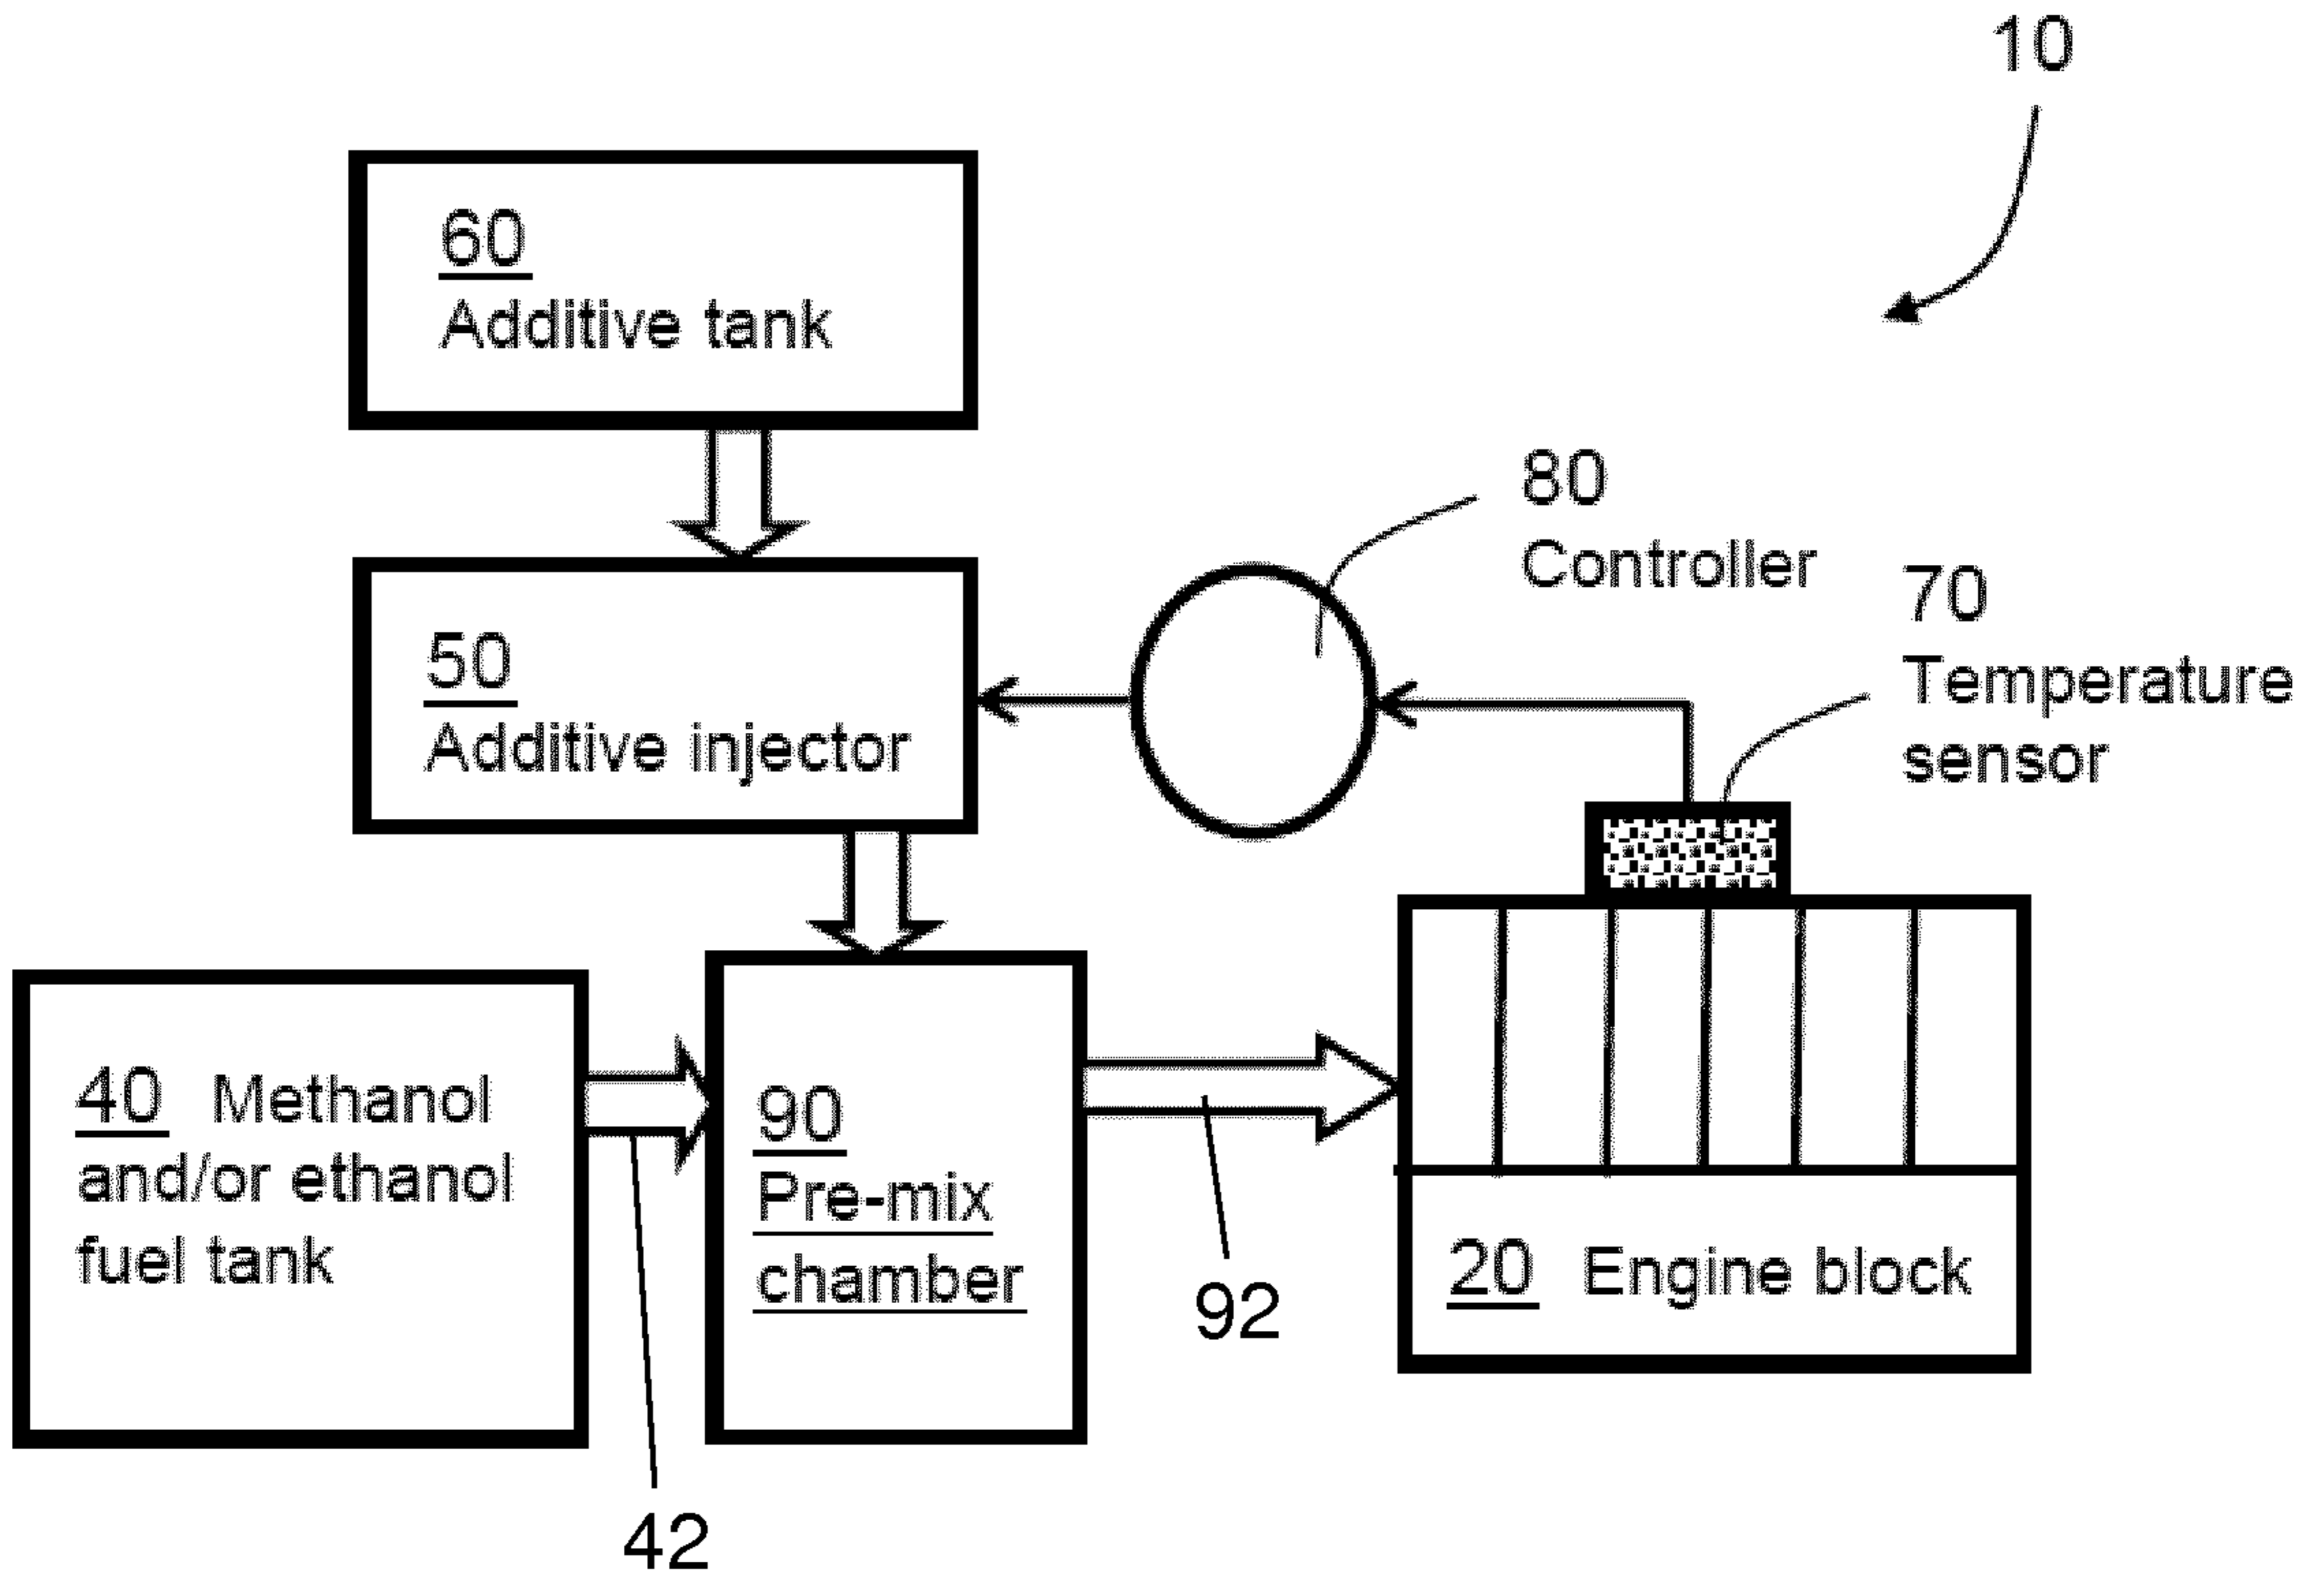 10
60
Additive tank
80
Controller
70
Temperature
sensor
50
Additive injector
40 Methanol
and/or ethanol
fuel tank
90
Pre-mix
chamber
92
20 Engine block
42